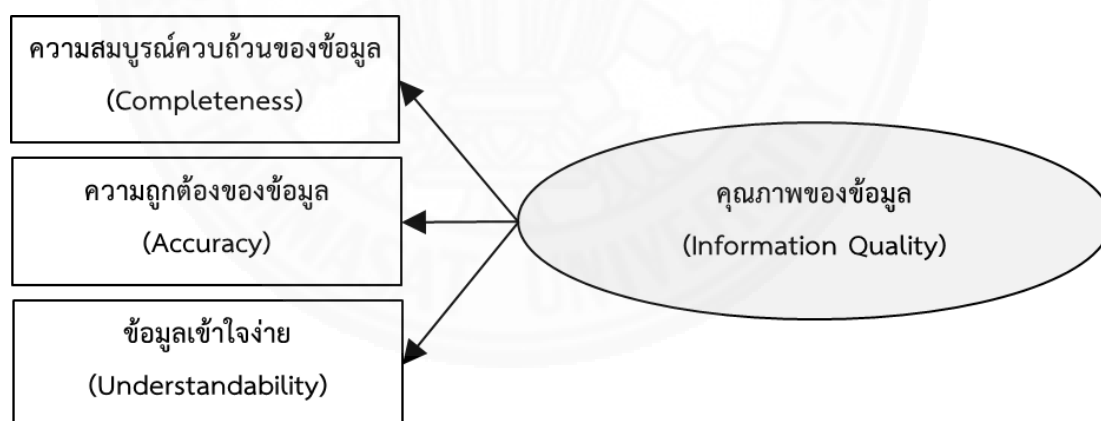 ความสมบูรณ์ควบถ้วนของข้อมูล
(Completeness)
ความถูกต้องของข้อมูล
(Accuracy)
ข้อมูลเข้าใจง่าย
(Understandability)
คุณภาพของข้อมูล
(Information Quality)